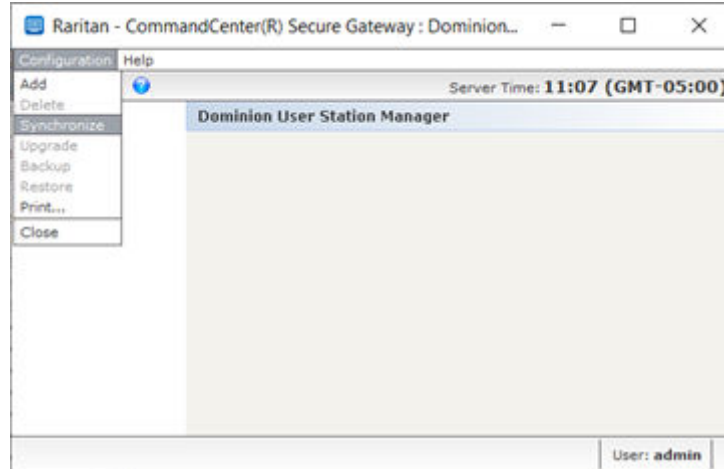 Raritan - CommandCenter(R) Secure Gateway : Dominion...
Configuration Help
Add
Server Time: 11:07 (GMT-05:00)
Delete
Dominion User Station Manager
Synchronize
Upgrade
Backup
Restore
Print...
Close
User: admin